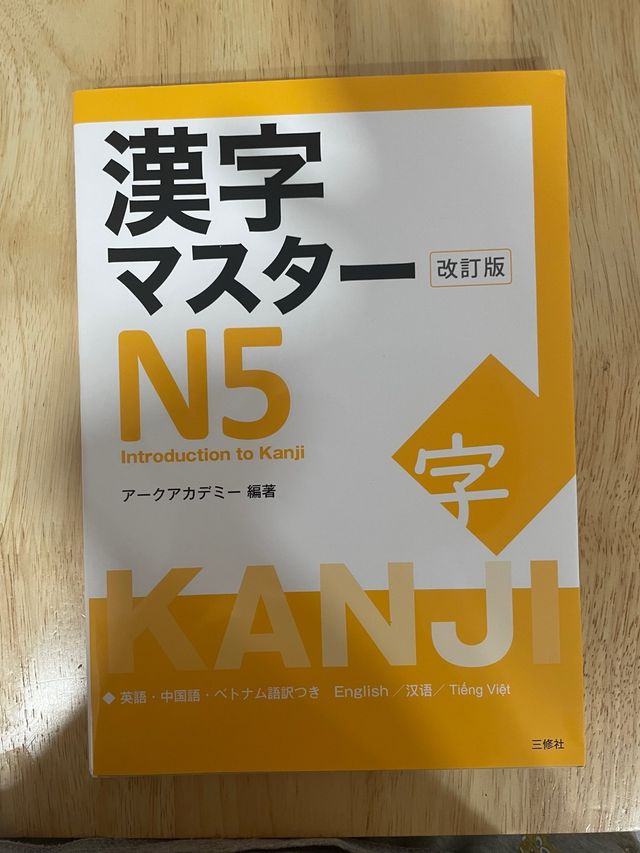 漢字
マスター 改訂版
N5
Introduction to Kanji
アークアカデミー 編著
字
KANJI
◆ 英語・中国語・ベトナム語訳つき English／汉语／Tiếng Việt
三修社